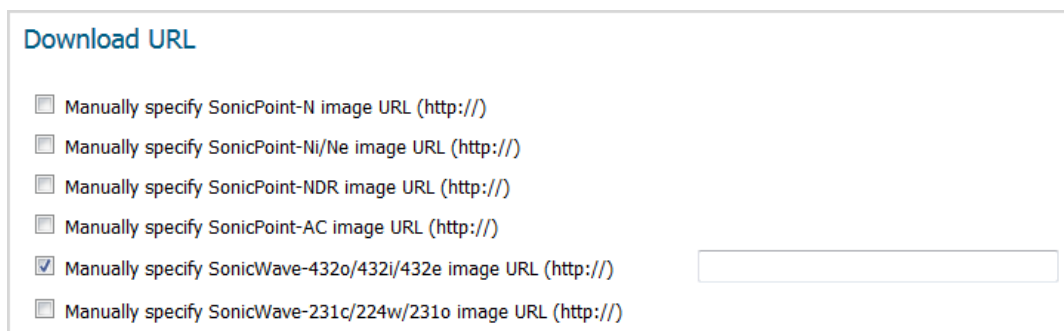 Download URL
Manually specify SonicPoint-N image URL (http://)
Manually specify SonicPoint-Ni/Ne image URL (http://)
Manually specify SonicPoint-NDR image URL (http://)
Manually specify SonicPoint-AC image URL (http://)
Manually specify SonicWave-432o/432i/432e image URL (http://)
Manually specify SonicWave-231c/224w/231o image URL (http://)